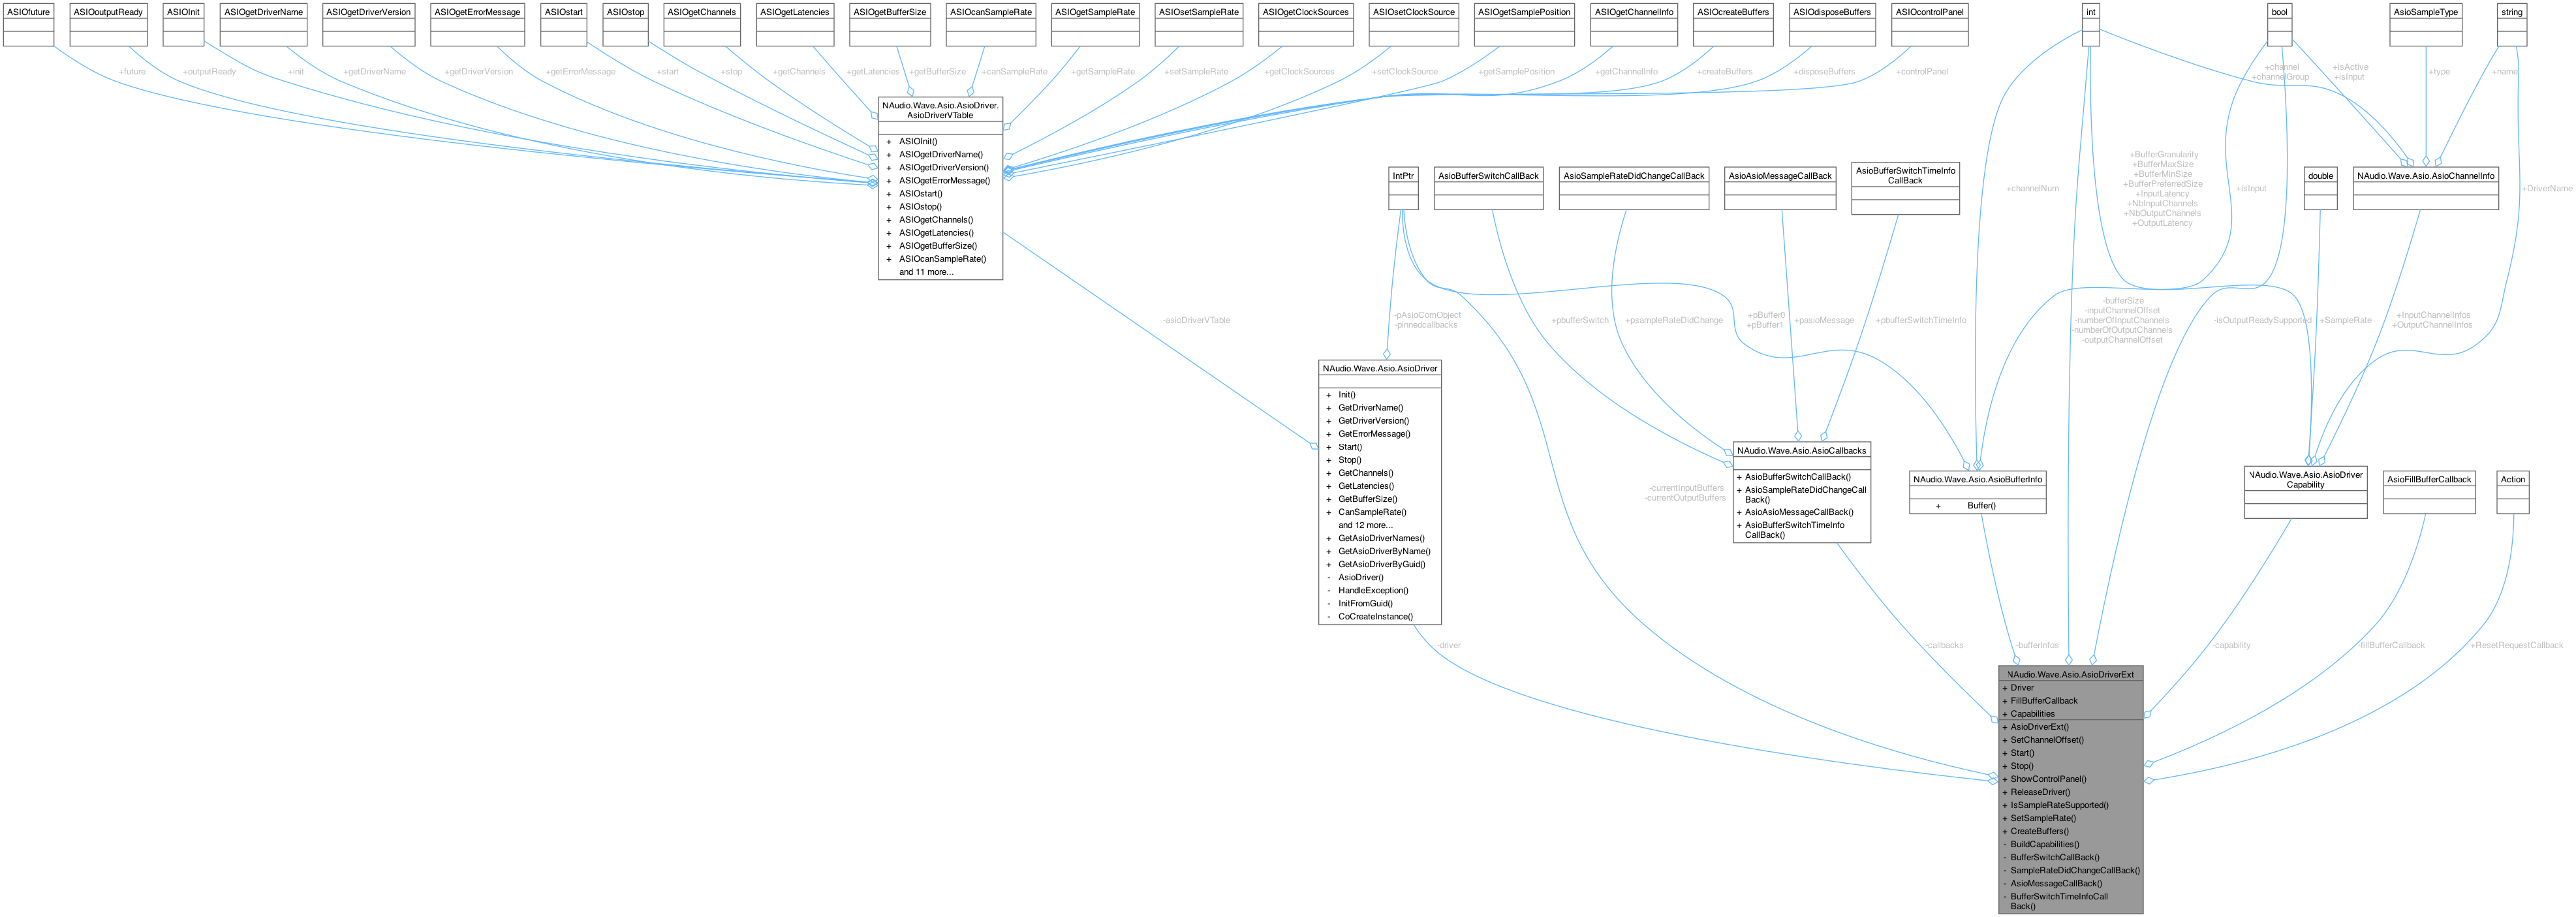 ASIOfuture
ASIOoutputReady
ASIOInit
ASIOgetDriverName
ASIOgetDriverVersion
ASIOgetErrorMessage
ASIOstart
ASIOstop
ASIOgetChannels
ASIOgetLatencies
ASIOgetBufferSize
ASIOcanSampleRate
ASIOgetSampleRate
ASIOsetSampleRate
ASIOgetClockSources
ASIOsetClockSource
ASIOgetSamplePosition
ASIOgetChannelInfo
ASIOcreateBuffers
ASIOdisposeBuffers
ASIOcontrolPanel
int
bool
AsioSampleType
string
+future
+outputReady
+init
+getDriverName
+getDriverVersion
+getErrorMessage
+start
+stop
+getChannels
+getLatencies
+getBufferSize
+canSampleRate
+getSampleRate
+setSampleRate
+getClockSources
+setClockSource
+getSamplePosition
+getChannelInfo
+createBuffers
+disposeBuffers
+controlPanel
+channel
+channelGroup
+isActive
+isInput
+type
+name
NAudio.Wave.Asio.AsioDriver.
AsioDriverVTable
+ ASIOInit()
+ ASIOgetDriverName()
+ ASIOgetDriverVersion()
+ ASIOgetErrorMessage()
+ ASIOstart()
+ ASIOstop()
+ ASIOgetChannels()
+ ASIOgetLatencies()
+ ASIOgetBufferSize()
+ ASIOcanSampleRate()
and 11 more...
IntPtr
AsioBufferSwitchCallBack
AsioSampleRateDidChangeCallBack
AsioAsioMessageCallBack
AsioBufferSwitchTimeInfo
CallBack
+channelNum
+BufferGranularity
+BufferMaxSize
+BufferMinSize
+BufferPreferredSize
+InputLatency
+NbInputChannels
+NbOutputChannels
+OutputLatency
+isInput
double
NAudio.Wave.Asio.AsioChannelInfo
+DriverName
-asioDriverVTable
-pAsioComObject
-pinnedcallbacks
+pbufferSwitch
+psampleRateDidChange
+pBuffer0
+pBuffer1
+pasioMessage
+pbufferSwitchTimeInfo
-bufferSize
-inputChannelOffset
-numberOfInputChannels
-numberOfOutputChannels
-outputChannelOffset
-isOutputReadySupported
+SampleRate
+InputChannelInfos
+OutputChannelInfos
NAudio.Wave.Asio.AsioDriver
+ Init()
+ GetDriverName()
+ GetDriverVersion()
+ GetErrorMessage()
+ Start()
+ Stop()
+ GetChannels()
+ GetLatencies()
+ GetBufferSize()
+ CanSampleRate()
and 12 more...
+ GetAsioDriverNames()
+ GetAsioDriverByName()
+ GetAsioDriverByGuid()
- AsioDriver()
- HandleException()
- InitFromGuid()
- CoCreateInstance()
-currentInputBuffers
-currentOutputBuffers
NAudio.Wave.Asio.AsioCallbacks
+ AsioBufferSwitchCallBack()
+ AsioSampleRateDidChangeCall
Back()
+ AsioAsioMessageCallBack()
+ AsioBufferSwitchTimeInfo
CallBack()
NAudio.Wave.Asio.AsioBufferInfo
+ Buffer()
NAudio.Wave.Asio.AsioDriver
Capability
AsioFillBufferCallback
Action
-driver
-callbacks
-bufferInfos
-capability
-fillBufferCallback
+ResetRequestCallback
NAudio.Wave.Asio.AsioDriverExt
+ Driver
+ FillBufferCallback
+ Capabilities
+ AsioDriverExt()
+ SetChannelOffset()
+ Start()
+ Stop()
+ ShowControlPanel()
+ ReleaseDriver()
+ IsSampleRateSupported()
+ SetSampleRate()
+ CreateBuffers()
- BuildCapabilities()
- BufferSwitchCallBack()
- SampleRateDidChangeCallBack()
- AsioMessageCallBack()
- BufferSwitchTimeInfoCall
Back()